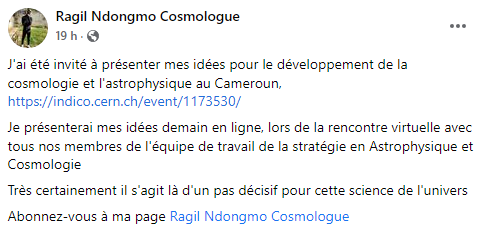 Ragil Ndongmo Cosmologue
19 h ·
J'ai été invité à présenter mes idées pour le développement de la
cosmologie et l'astrophysique au Cameroun,
https://indico.cern.ch/event/1173530/
Je présenterai mes idées demain en ligne, lors de la rencontre virtuelle avec
tous nos membres de l'équipe de travail de la stratégie en Astrophysique et
Cosmologie
Très certainement il s'agit là d'un pas décisif pour cette science de l'univers
Abonnez-vous à ma page Ragil Ndongmo Cosmologue